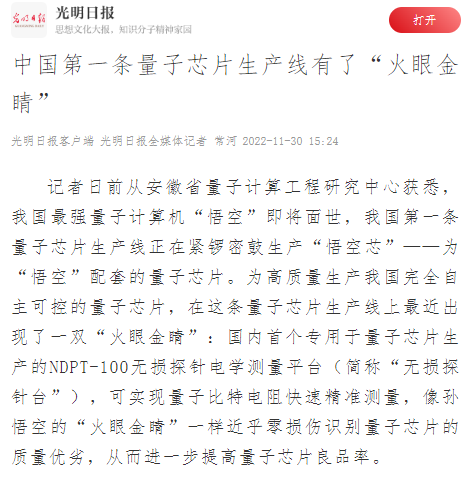 光明日报
光明日报
思想文化大报，知识分子精神家园
打开
中国第一条量子芯片生产线有了“火眼金
睛”
光明日报客户端 光明日报全媒体记者 常河 2022-11-30 15:24
记者日前从安徽省量子计算工程研究中心获悉，
我国最强量子计算机“悟空”即将面世，我国第一条
量子芯片生产线正在紧锣密鼓生产“悟空芯”——为
“悟空”配套的量子芯片。为高质量生产我国完全自
主可控的量子芯片，在这条量子芯片生产线上最近出
现了一双“火眼金睛”：国内首个专用于量子芯片生
产的NDPT-100无损探针电学测量平台（简称“无损探
针台”），可实现量子比特电阻快速精准测量，像孙
悟空的“火眼金睛”一样近乎零损伤识别量子芯片的
质量优劣，从而进一步提高量子芯片良品率。